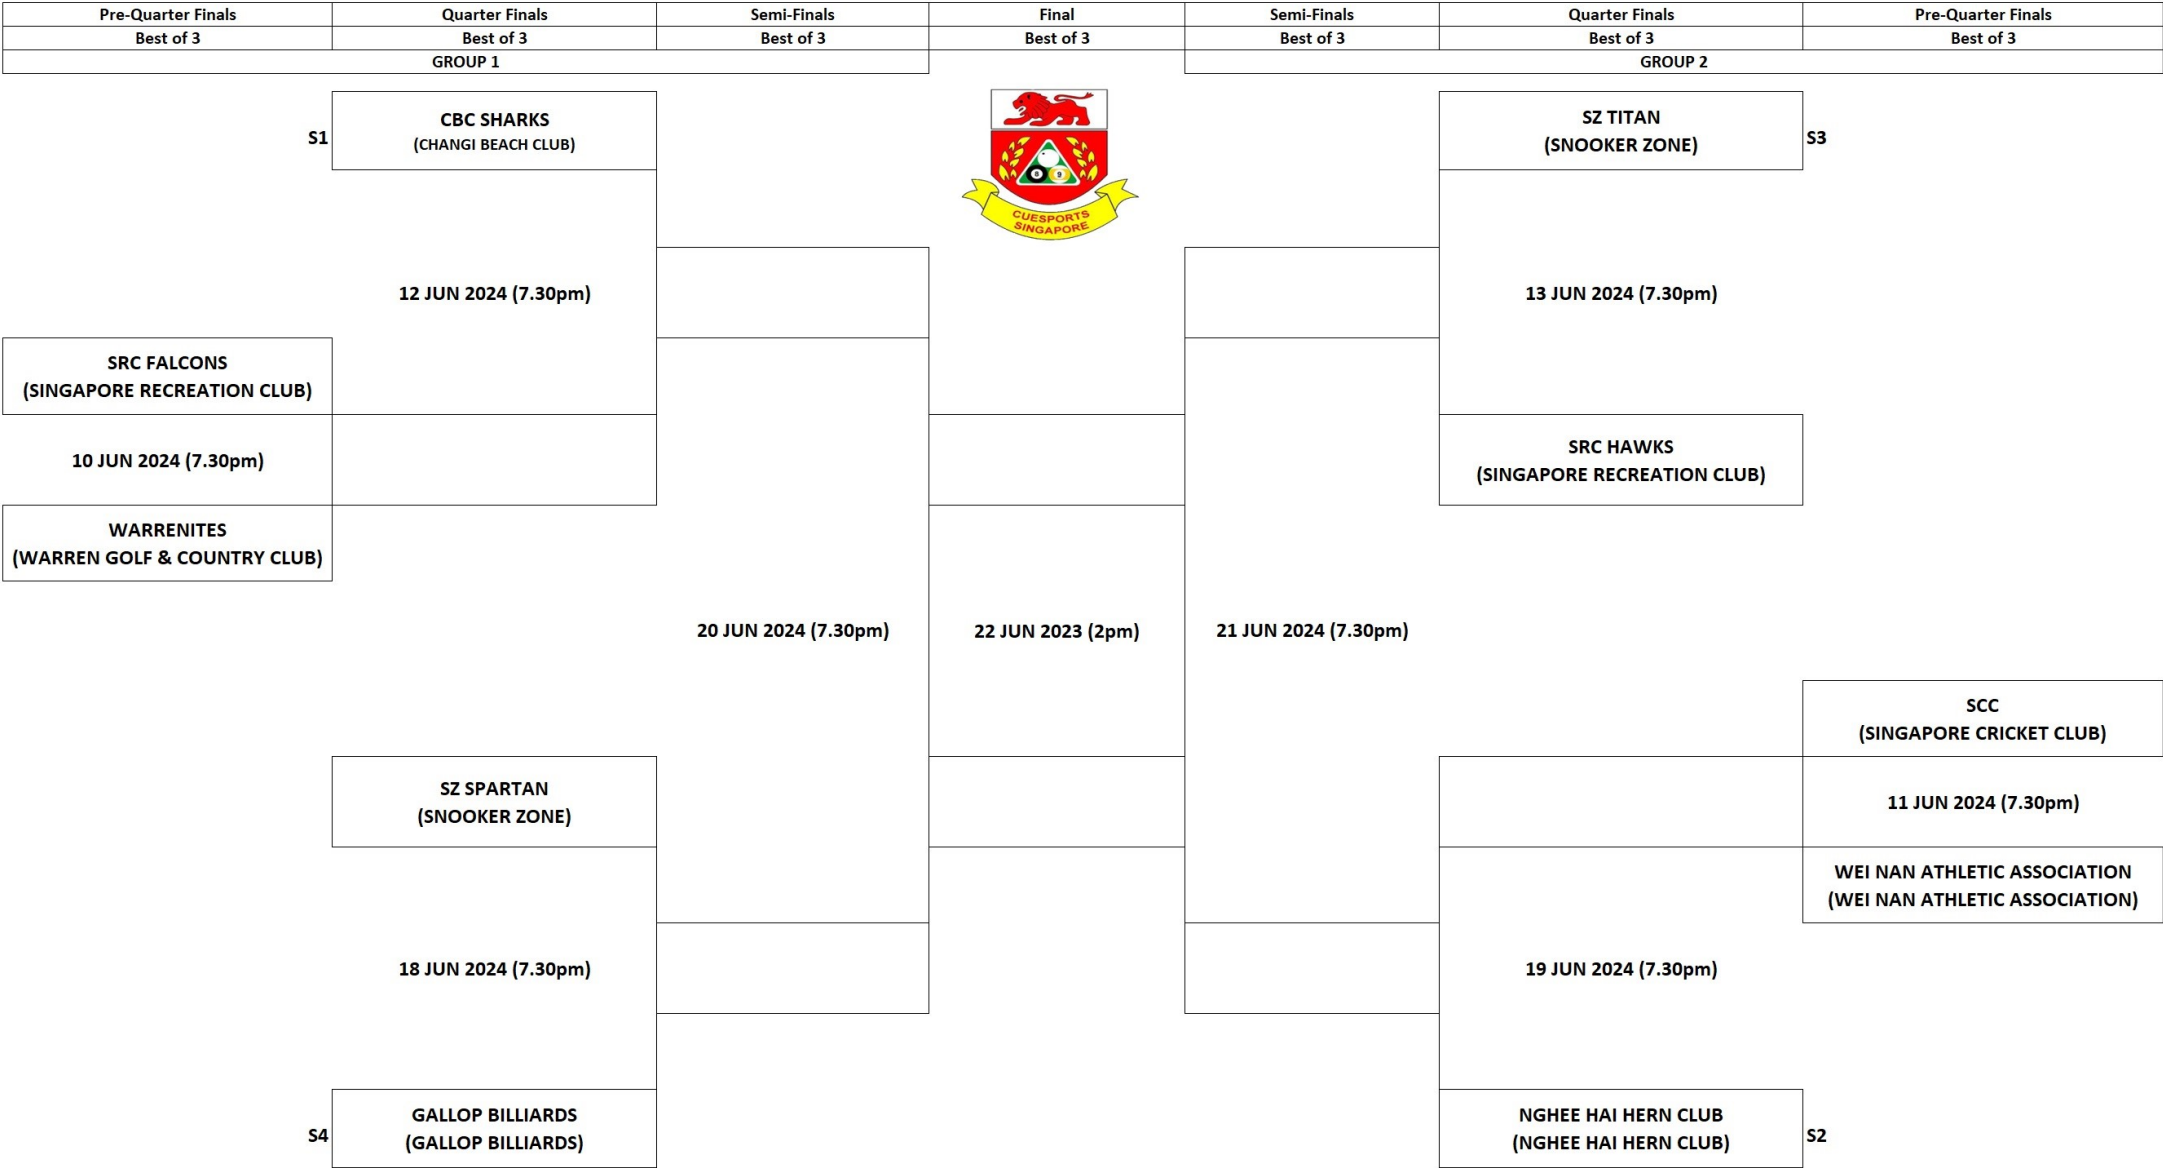 Pre-Quarter Finals
Quarter Finals
Semi-Finals
Final
Semi-Finals
Quarter Finals
Pre-Quarter Finals
Best of 3
Best of 3
Best of 3
Best of 3
Best of 3
Best of 3
Best of 3
GROUP 1
GROUP 2
S1
CBC SHARKS
(CHANGI BEACH CLUB)
8
9
CUESPORTS
SINGAPORE
SZ TITAN
(SNOOKER ZONE)
S3
12 JUN 2024 (7.30pm)
13 JUN 2024 (7.30pm)
SRC FALCONS
(SINGAPORE RECREATION CLUB)
10 JUN 2024 (7.30pm)
WARRENITES
(WARREN GOLF & COUNTRY CLUB)
SRC HAWKS
(SINGAPORE RECREATION CLUB)
20 JUN 2024 (7.30pm)
22 JUN 2023 (2pm)
21 JUN 2024 (7.30pm)
SCC
(SINGAPORE CRICKET CLUB)
11 JUN 2024 (7.30pm)
WEI NAN ATHLETIC ASSOCIATION
(WEI NAN ATHLETIC ASSOCIATION)
SZ SPARTAN
(SNOOKER ZONE)
18 JUN 2024 (7.30pm)
19 JUN 2024 (7.30pm)
S4
GALLOP BILLIARDS
(GALLOP BILLIARDS)
NGHEE HAI HERN CLUB
(NGHEE HAI HERN CLUB)
S2